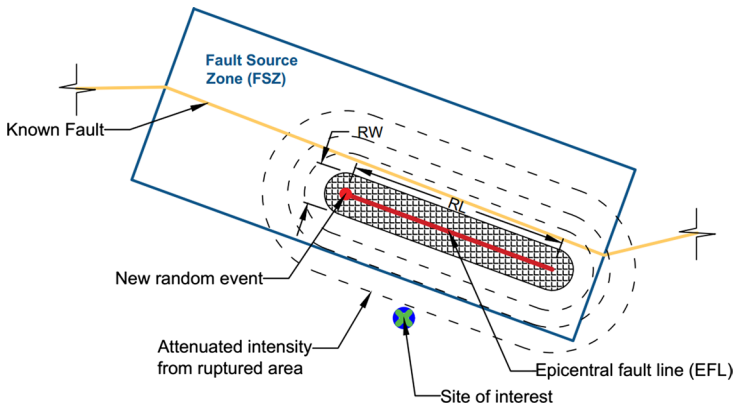 Fault Source
Zone (FSZ)
Known Fault
RW
RL
New random event
Attenuated intensity
from ruptured area
Epicentral fault line (EFL)
Site of interest